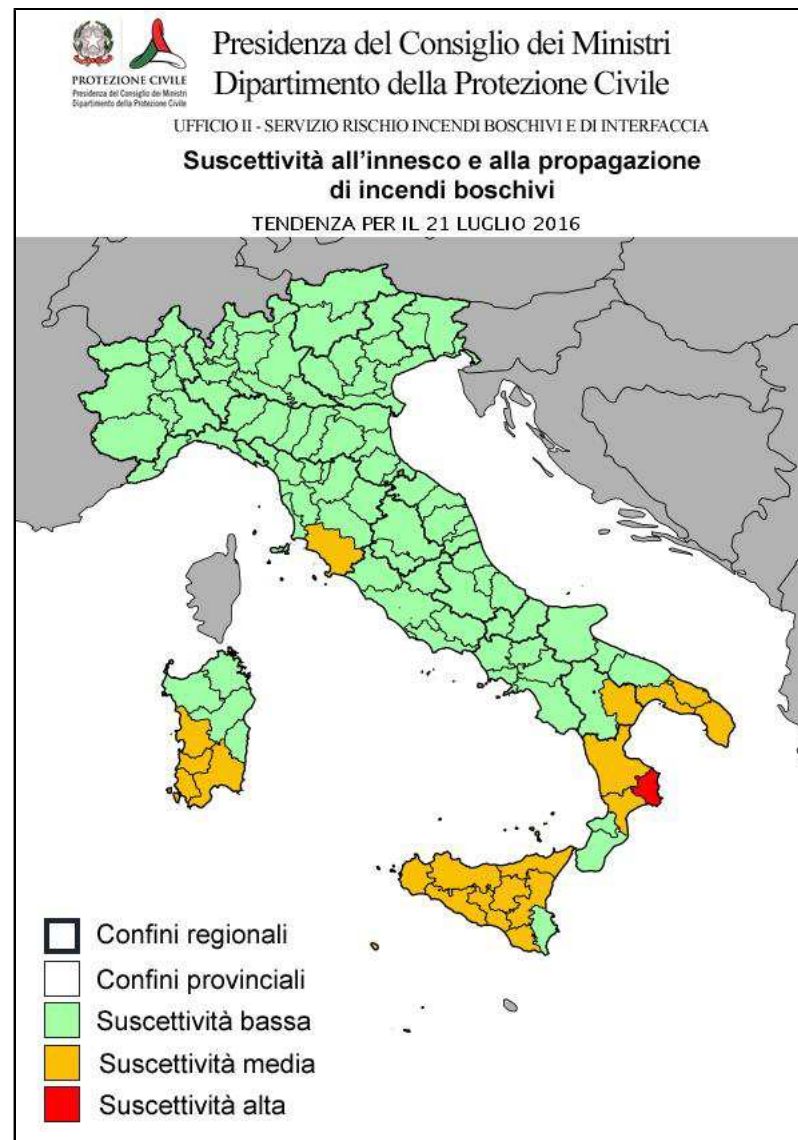 PROTEZIONE CIVILE
Presidenza del Consiglio dei Ministri
Dipartimento della Protezione Civile
Presidenza del Consiglio dei Ministri
Dipartimento della Protezione Civile
UFFICIO II - SERVIZIO RISCHIO INCENDI BOSCHIVI E DI INTERFACCIA
Suscettività all'innesco e alla propagazione
di incendi boschivi
TENDENZA PER IL 21 LUGLIO 2016
Confini regionali
Confini provinciali
Suscettività bassa
Suscettività media
Suscettività alta